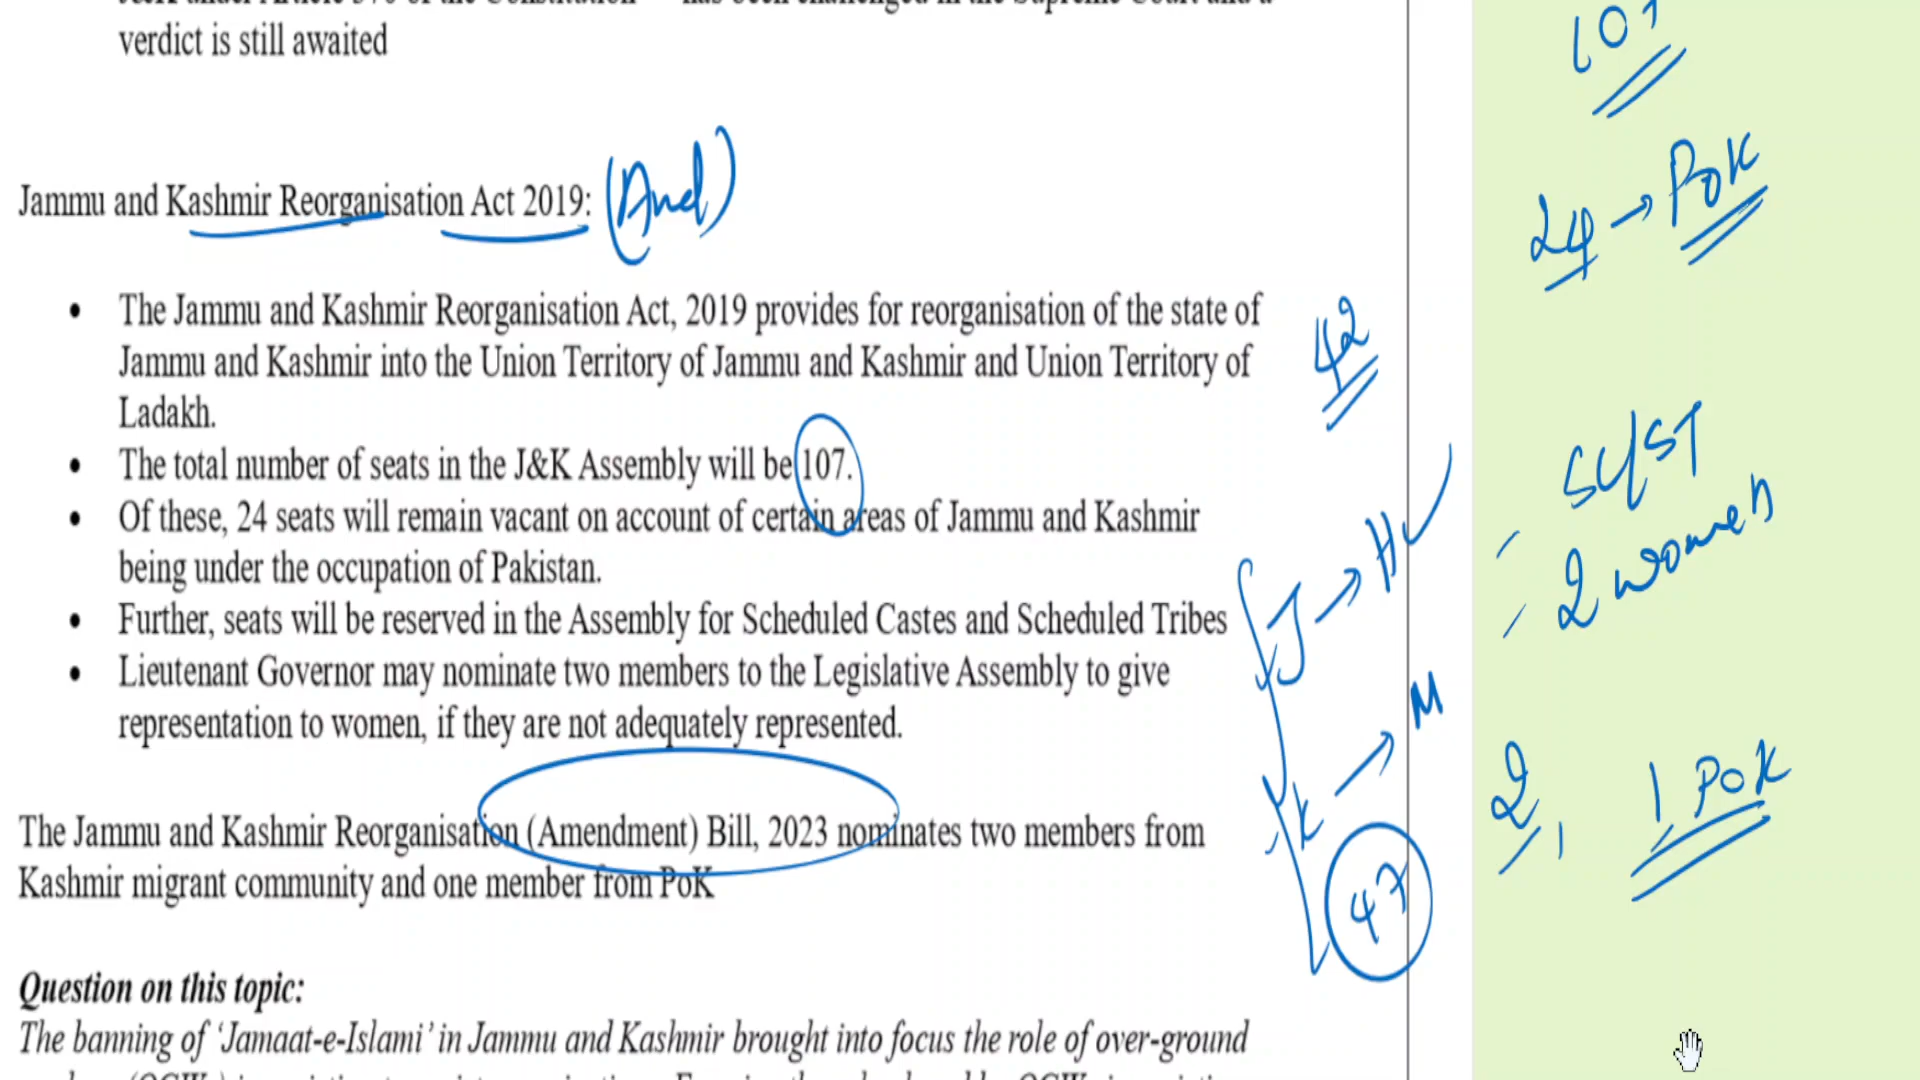 verdict is still awaited
107
Jammu and Kashmir Reorganisation Act 2019: (And)
24 → POK
• The Jammu and Kashmir Reorganisation Act, 2019 provides for reorganisation of the state of
Jammu and Kashmir into the Union Territory of Jammu and Kashmir and Union Territory of
Ladakh.
42
• The total number of seats in the J&K Assembly will be 107.
• Of these, 24 seats will remain vacant on account of certain areas of Jammu and Kashmir
being under the occupation of Pakistan.
SC/ST
2 women
J → H
• Further, seats will be reserved in the Assembly for Scheduled Castes and Scheduled Tribes
• Lieutenant Governor may nominate two members to the Legislative Assembly to give
representation to women, if they are not adequately represented.
K → M
2, 1 POK
The Jammu and Kashmir Reorganisation (Amendment) Bill, 2023 nominates two members from
Kashmir migrant community and one member from PoK
47
Question on this topic:
The banning of ‘Jamaat-e-Islami’ in Jammu and Kashmir brought into focus the role of over-ground